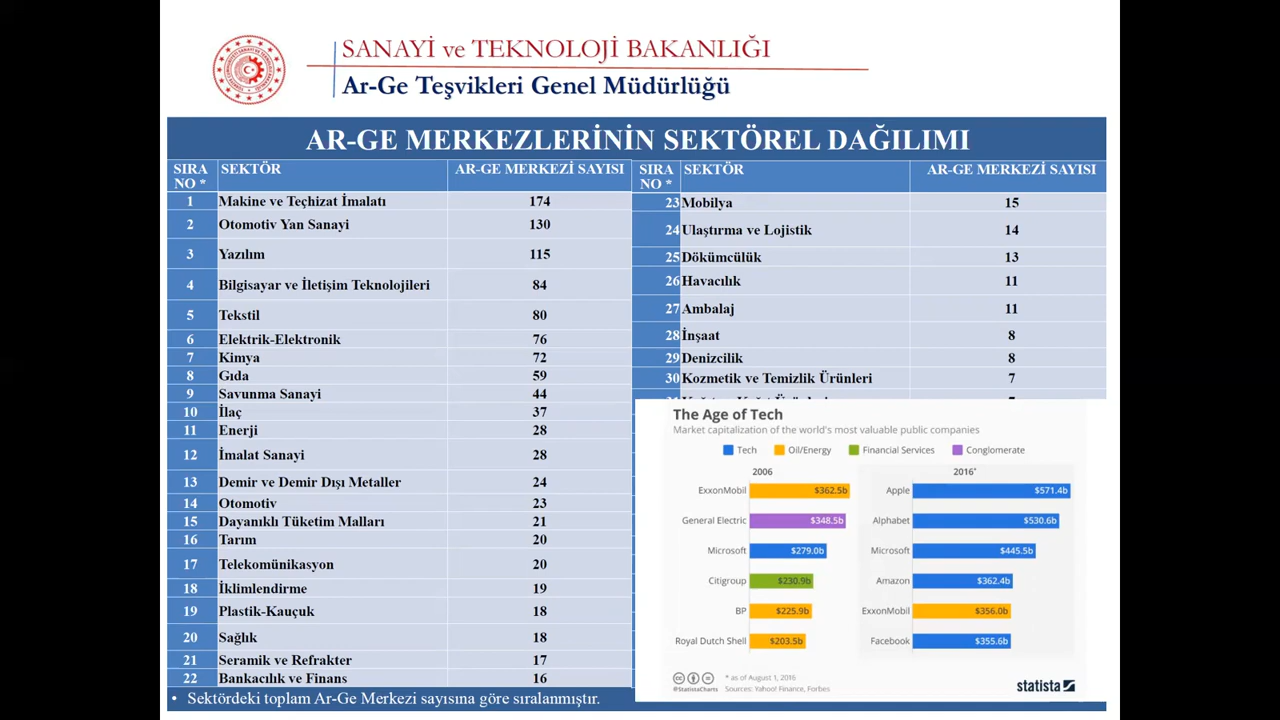 SANAYİ ve TEKNOLOJİ BAKANLIĞI
Ar-Ge Teşvikleri Genel Müdürlüğü
AR-GE MERKEZLERİNİN SEKTÖREL DAĞILIMI
SIRA NO * SEKTÖR AR-GE MERKEZİ SAYISI
1 Makine ve Teçhizat İmalatı 174
2 Otomotiv Yan Sanayi 130
3 Yazılım 115
4 Bilgisayar ve İletişim Teknolojileri 84
5 Tekstil 80
6 Elektrik-Elektronik 76
7 Kimya 72
8 Gıda 59
9 Savunma Sanayi 44
10 İlaç 37
11 Enerji 28
12 İmalat Sanayi 28
13 Demir ve Demir Dışı Metaller 24
14 Otomotiv 23
15 Dayanıklı Tüketim Malları 21
16 Tarım 20
17 Telekomünikasyon 20
18 İklimlendirme 19
19 Plastik-Kauçuk 18
20 Sağlık 18
21 Seramik ve Refrakter 17
22 Bankacılık ve Finans 16
SIRA NO * SEKTÖR AR-GE MERKEZİ SAYISI
23 Mobilya 15
24 Ulaştırma ve Lojistik 14
25 Dökümcülük 13
26 Havacılık 11
27 Ambalaj 11
28 İnşaat 8
29 Denizcilik 8
30 Kozmetik ve Temizlik Ürünleri 7
The Age of Tech
Market capitalization of the world's most valuable public companies
Tech Oil/Energy Financial Services Conglomerate
2006
ExxonMobil $362.5b
General Electric $348.5b
Microsoft $279.0b
Citigroup $230.9b
BP $225.9b
Royal Dutch Shell $203.5b
2016*
Apple $571.4b
Alphabet $530.6b
Microsoft $445.5b
Amazon $362.4b
ExxonMobil $356.0b
Facebook $355.6b
@StatistaCharts
* as of August 1, 2016
Sources: Yahoo! Finance, Forbes
statista
• Sektördeki toplam Ar-Ge Merkezi sayısına göre sıralanmıştır.